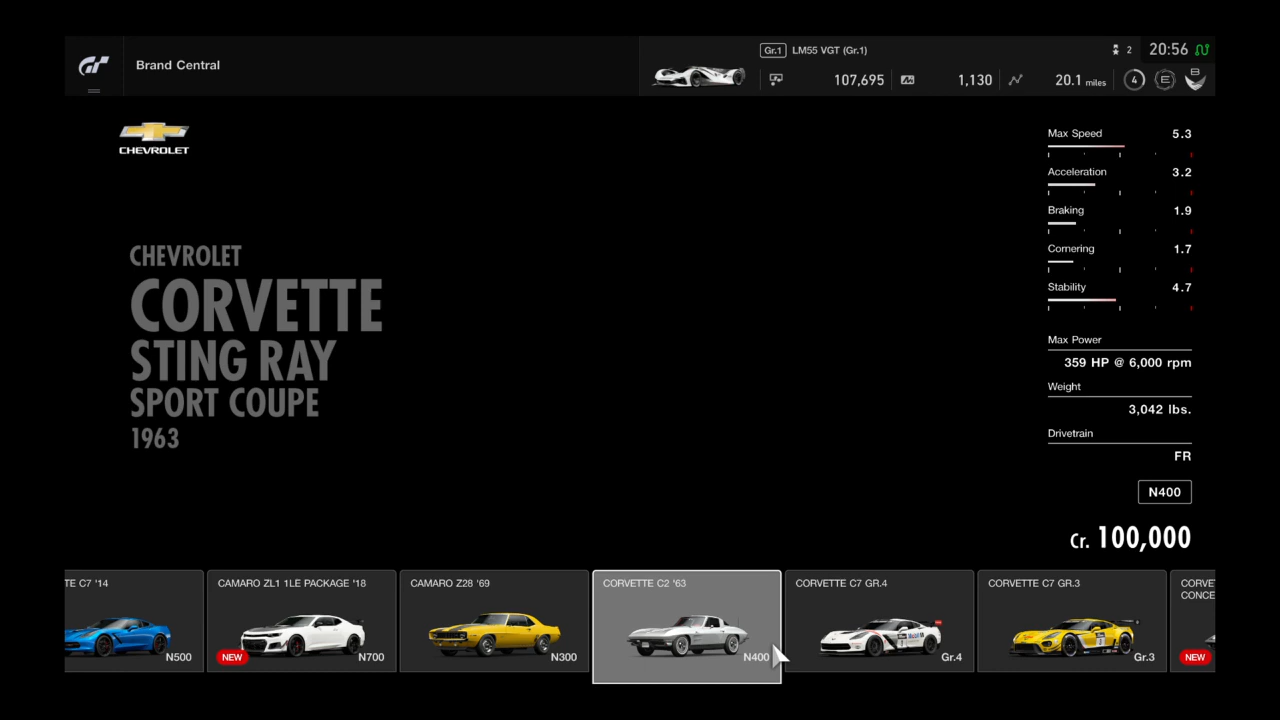 Brand Central
Gr.1 LM55 VGT (Gr.1)
2 20:56
107,695 1,130 20.1 miles 4 E B
CHEVROLET
CHEVROLET
CORVETTE
STING RAY
SPORT COUPE
1963
Max Speed 5.3
Acceleration 3.2
Braking 1.9
Cornering 1.7
Stability 4.7
Max Power
359 HP @ 6,000 rpm
Weight
3,042 lbs.
Drivetrain
FR
N400
Cr. 100,000
TE C7 '14
N500
CAMARO ZL1 1LE PACKAGE '18
NEW N700
CAMARO Z28 '69
N300
CORVETTE C2 '63
N400
CORVETTE C7 GR.4
Gr.4
CORVETTE C7 GR.3
Gr.3
CORVE
CONCE
NEW